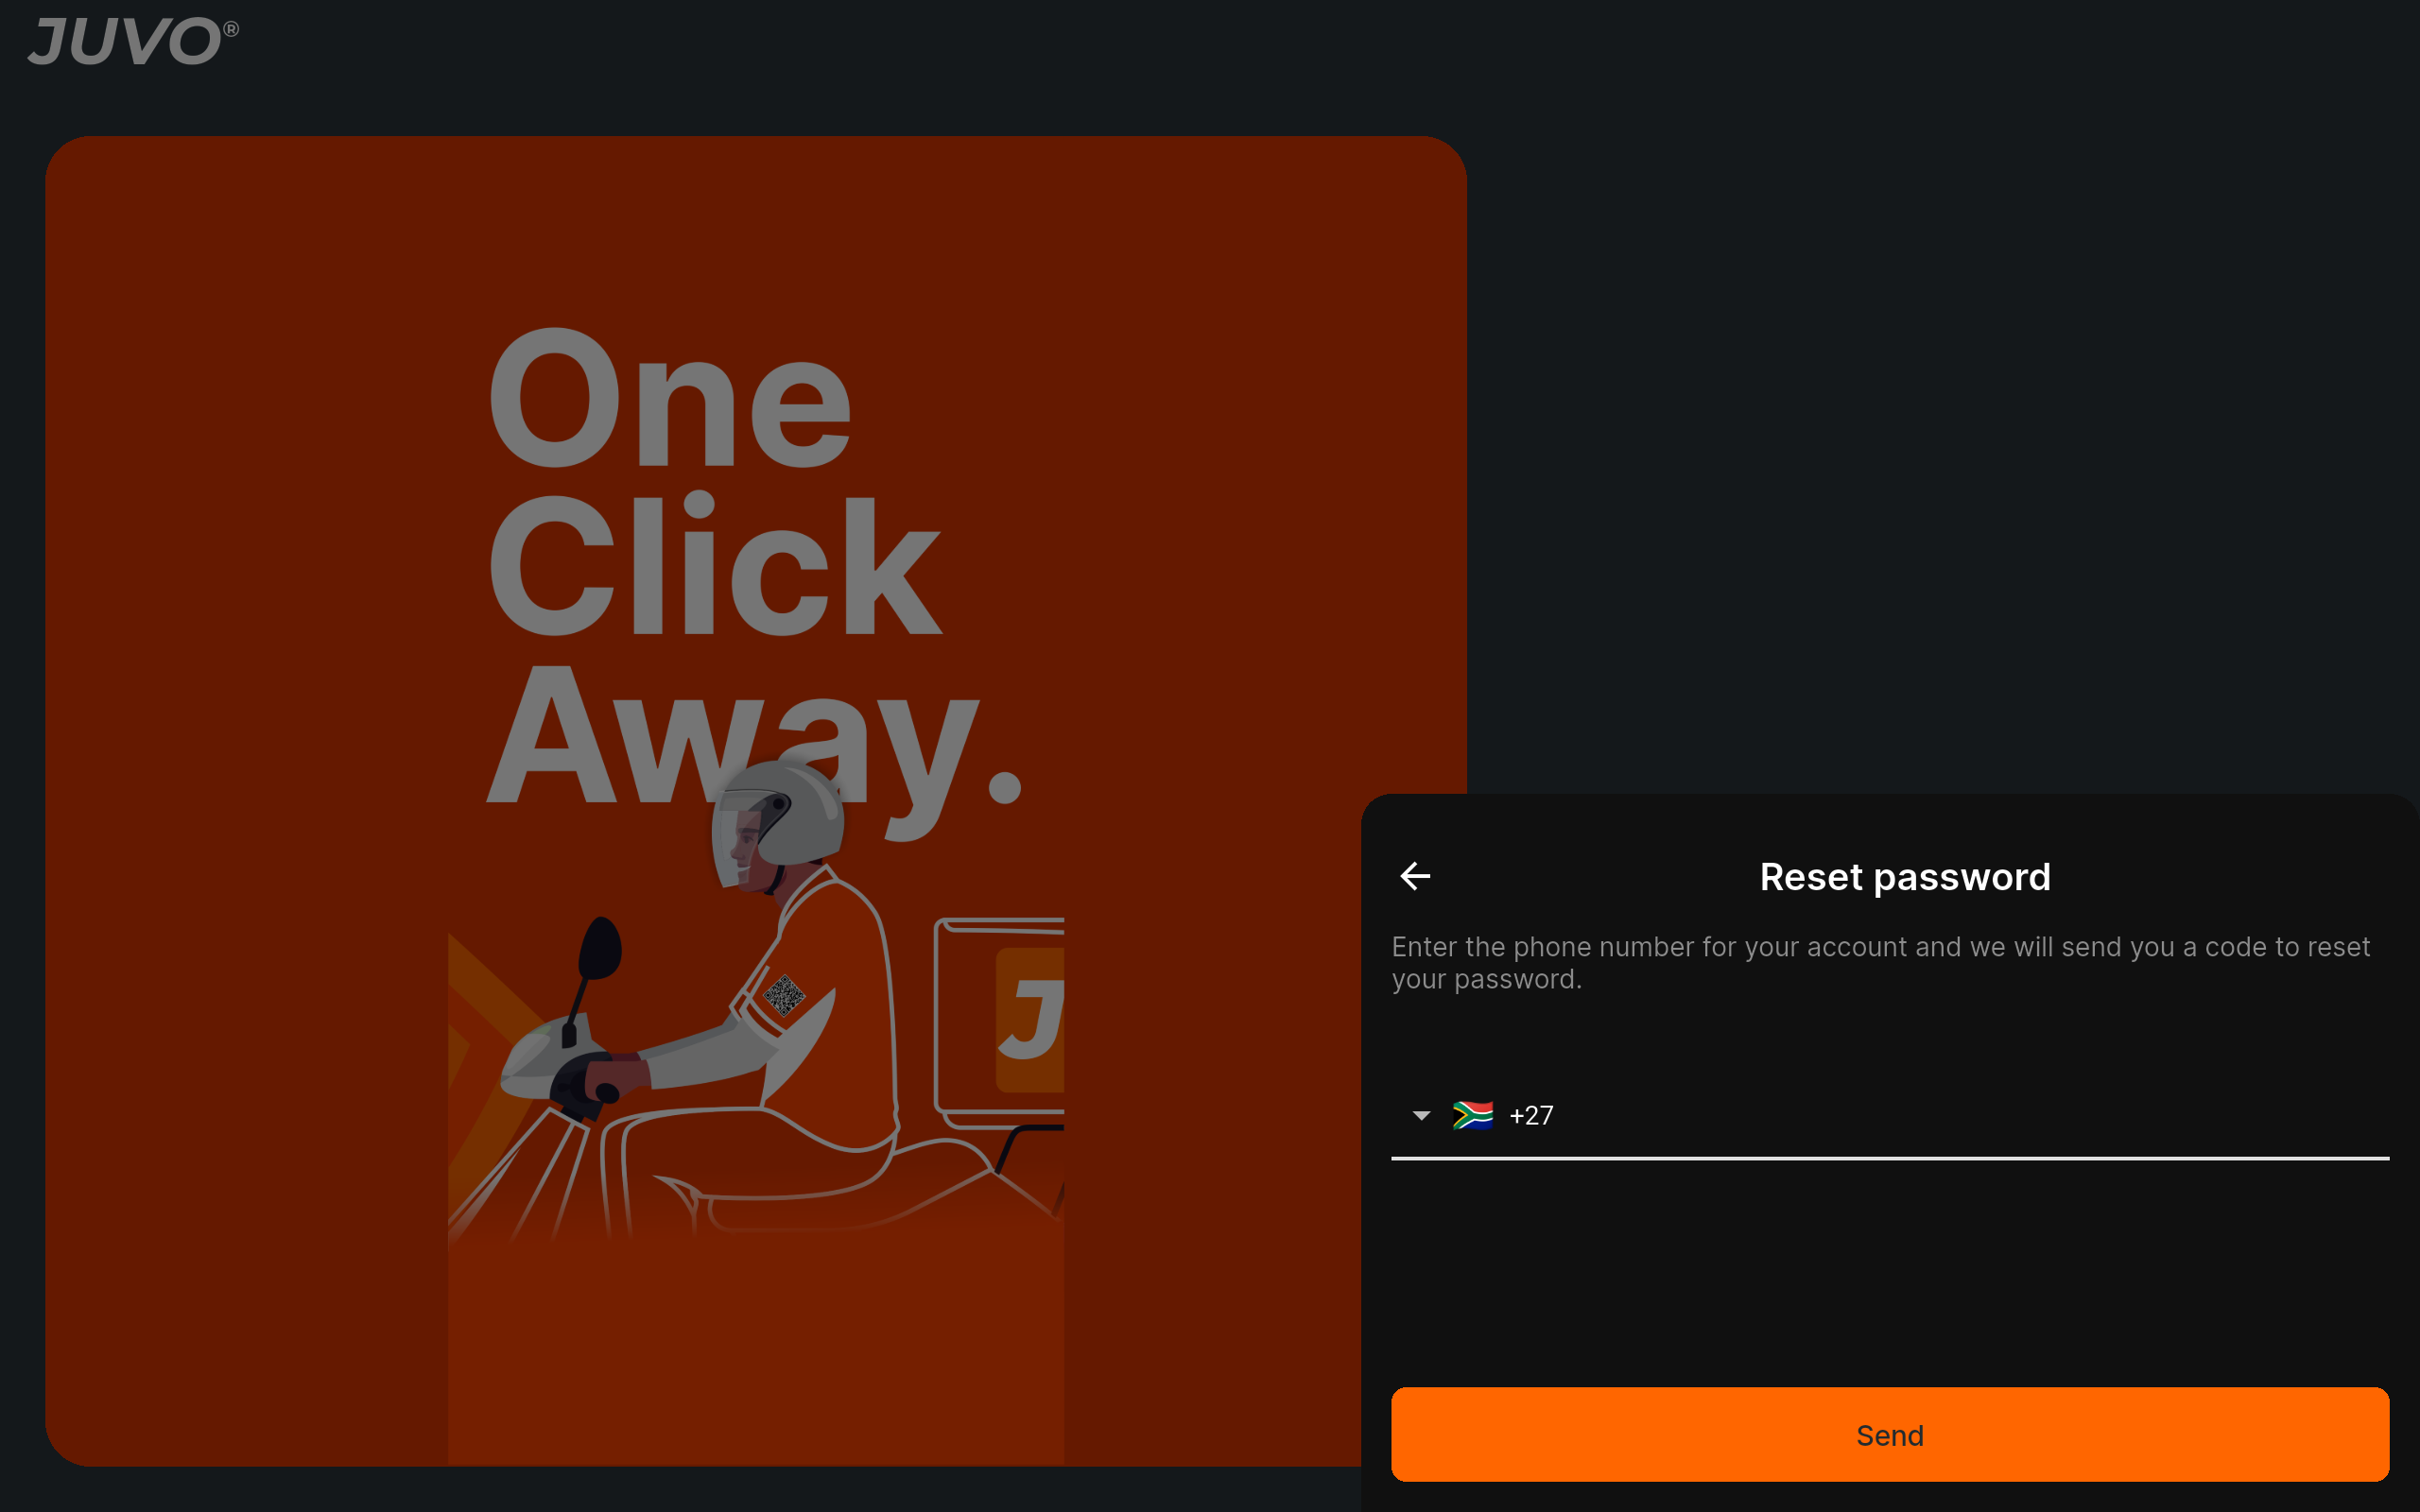 JUVO®
One
Click
Away.
J
Reset password
Enter the phone number for your account and we will send you a code to reset
your password.
+27
Send